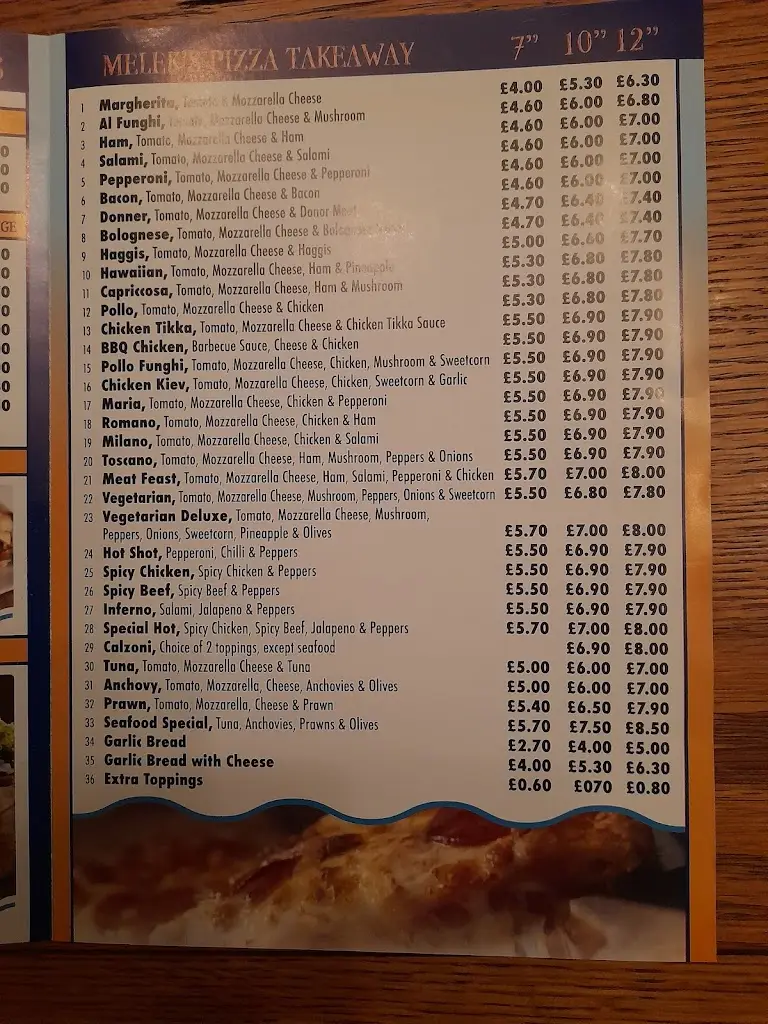 MELEK'S PIZZA TAKEAWAY 7" 10" 12"
1 Margherita, Tomato & Mozzarella Cheese £4.00 £5.30 £6.30
2 Al Funghi, Tomato, Mozzarella Cheese & Mushroom £4.60 £6.00 £6.80
3 Ham, Tomato, Mozzarella Cheese & Ham £4.60 £6.00 £7.00
4 Salami, Tomato, Mozzarella Cheese & Salami £4.60 £6.00 £7.00
5 Pepperoni, Tomato, Mozzarella Cheese & Pepperoni £4.60 £6.00 £7.00
6 Bacon, Tomato, Mozzarella Cheese & Bacon £4.60 £6.00 £7.00
7 Donner, Tomato, Mozzarella Cheese & Donar Meat £4.70 £6.40 £7.40
8 Bolognese, Tomato, Mozzarella Cheese & Bolognese £4.70 £6.40 £7.40
9 Haggis, Tomato, Mozzarella Cheese & Haggis £5.00 £6.60 £7.70
10 Hawaiian, Tomato, Mozzarella Cheese, Ham & Pineapple £5.30 £6.80 £7.80
11 Capriccosa, Tomato, Mozzarella Cheese, Ham & Mushroom £5.30 £6.80 £7.80
12 Pollo, Tomato, Mozzarella Cheese & Chicken £5.30 £6.80 £7.80
13 Chicken Tikka, Tomato, Mozzarella Cheese & Chicken Tikka Sauce £5.50 £6.90 £7.90
14 BBQ Chicken, Barbecue Sauce, Cheese & Chicken £5.50 £6.90 £7.90
15 Pollo Funghi, Tomato, Mozzarella Cheese, Chicken, Mushroom & Sweetcorn £5.50 £6.90 £7.90
16 Chicken Kiev, Tomato, Mozzarella Cheese, Chicken, Sweetcorn & Garlic £5.50 £6.90 £7.90
17 Maria, Tomato, Mozzarella Cheese, Chicken & Pepperoni £5.50 £6.90 £7.90
18 Romano, Tomato, Mozzarella Cheese, Chicken & Ham £5.50 £6.90 £7.90
19 Milano, Tomato, Mozzarella Cheese, Chicken & Salami £5.50 £6.90 £7.90
20 Toscano, Tomato, Mozzarella Cheese, Ham, Mushroom, Peppers & Onions £5.50 £6.90 £7.90
21 Meat Feast, Tomato, Mozzarella Cheese, Ham, Salami, Pepperoni & Chicken £5.70 £7.00 £8.00
22 Vegetarian, Tomato, Mozzarella Cheese, Mushroom, Peppers, Onions & Sweetcorn £5.50 £6.80 £7.80
23 Vegetarian Deluxe, Tomato, Mozzarella Cheese, Mushroom,
Peppers, Onions, Sweetcorn, Pineapple & Olives £5.70 £7.00 £8.00
24 Hot Shot, Pepperoni, Chilli & Peppers £5.50 £6.90 £7.90
25 Spicy Chicken, Spicy Chicken & Peppers £5.50 £6.90 £7.90
26 Spicy Beef, Spicy Beef & Peppers £5.50 £6.90 £7.90
27 Inferno, Salami, Jalapeno & Peppers £5.50 £6.90 £7.90
28 Special Hot, Spicy Chicken, Spicy Beef, Jalapeno & Peppers £5.70 £7.00 £8.00
29 Calzoni, Choice of 2 toppings, except seafood £6.90 £8.00
30 Tuna, Tomato, Mozzarella Cheese & Tuna £5.00 £6.00 £7.00
31 Anchovy, Tomato, Mozzarella, Cheese, Anchovies & Olives £5.00 £6.00 £7.00
32 Prawn, Tomato, Mozzarella, Cheese & Prawn £5.40 £6.50 £7.90
33 Seafood Special, Tuna, Anchovies, Prawns & Olives £5.70 £7.50 £8.50
34 Garlic Bread £2.70 £4.00 £5.00
35 Garlic Bread with Cheese £4.00 £5.30 £6.30
36 Extra Toppings £0.60 £070 £0.80